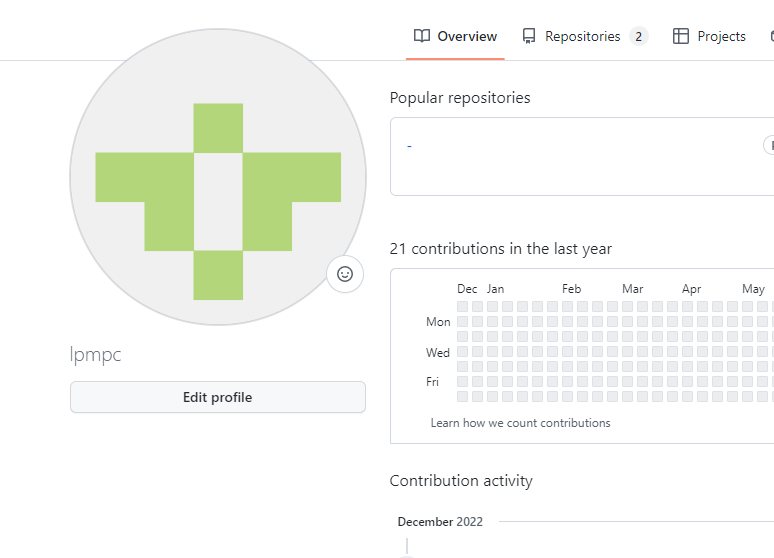 Overview Repositories 2 Projects
Popular repositories
-
21 contributions in the last year
Dec Jan Feb Mar Apr May
Mon
Wed
Fri
Learn how we count contributions
lpmpc
Edit profile
Contribution activity
December 2022